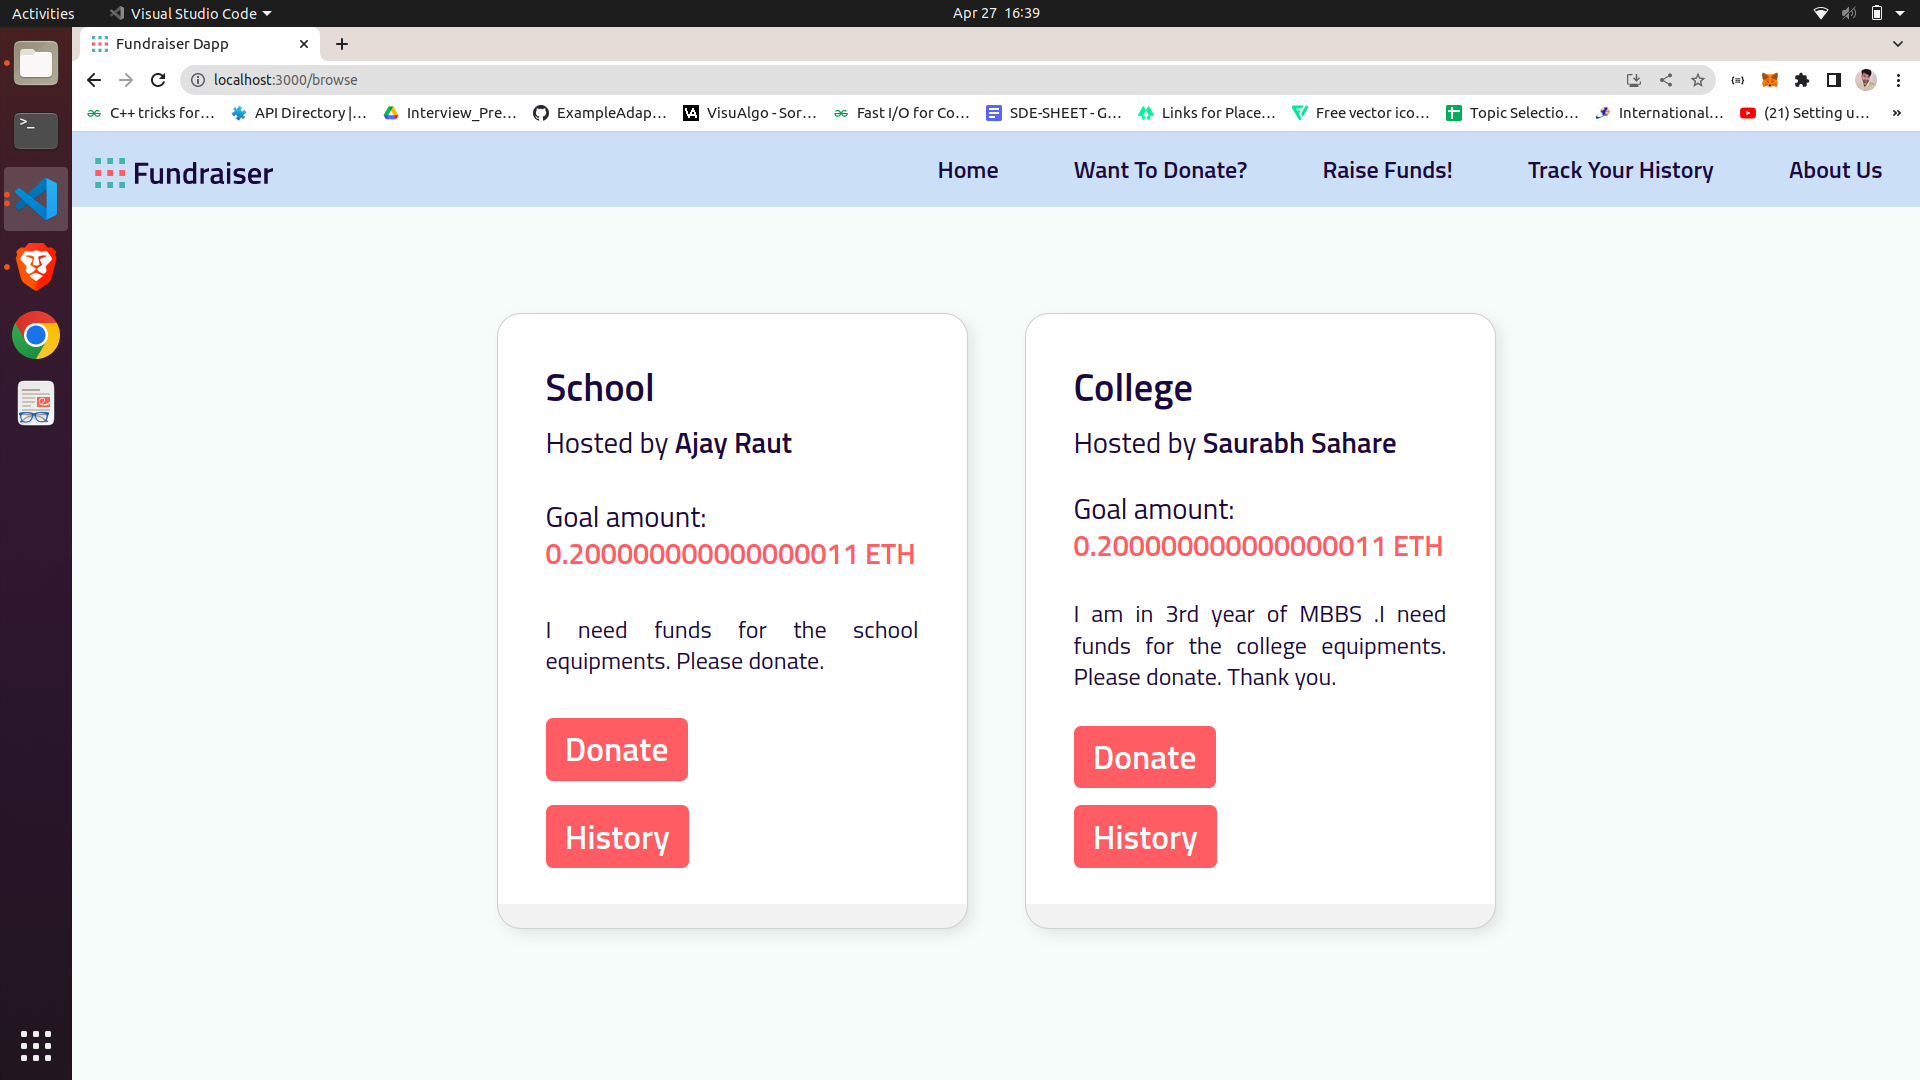 Activities
Visual Studio Code
Apr 27 16:39
Fundraiser Dapp
localhost:3000/browse
C++ tricks for...
API Directory |...
Interview_Pre...
ExampleAdap...
VisuAlgo - Sor...
Fast I/O for Co...
SDE-SHEET - G...
Links for Place...
Free vector ico...
Topic Selectio...
International...
(21) Setting u...
»
Fundraiser
Home
Want To Donate?
Raise Funds!
Track Your History
About Us
School
Hosted by Ajay Raut
Goal amount:
0.200000000000000011 ETH
I need funds for the school
equipments. Please donate.
Donate
History
College
Hosted by Saurabh Sahare
Goal amount:
0.200000000000000011 ETH
I am in 3rd year of MBBS .I need
funds for the college equipments.
Please donate. Thank you.
Donate
History